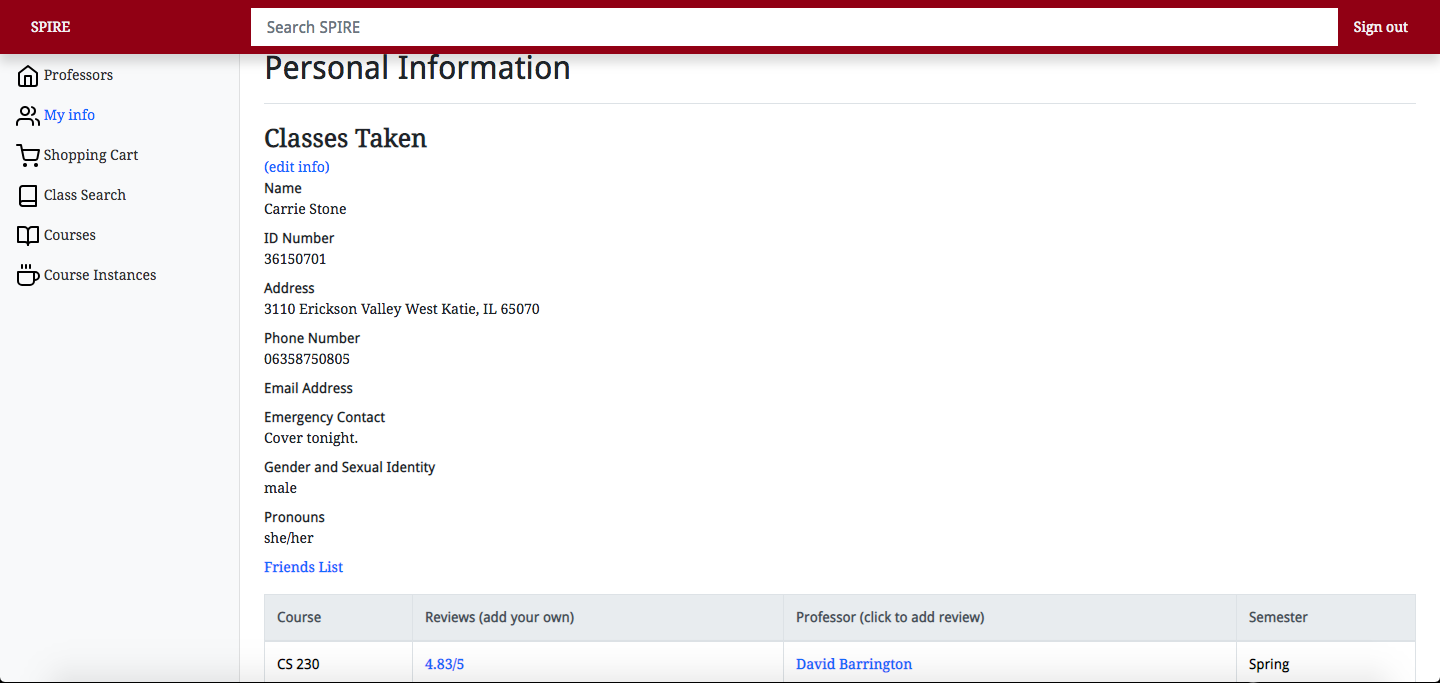 SPIRE
Search SPIRE
Sign out
Professors
My info
Shopping Cart
Class Search
Courses
Course Instances
Personal Information
Classes Taken
(edit info)
Name
Carrie Stone
ID Number
36150701
Address
3110 Erickson Valley West Katie, IL 65070
Phone Number
06358750805
Email Address
Emergency Contact
Cover tonight.
Gender and Sexual Identity
male
Pronouns
she/her
Friends List
Course Reviews (add your own) Professor (click to add review) Semester
CS 230 4.83/5 David Barrington Spring